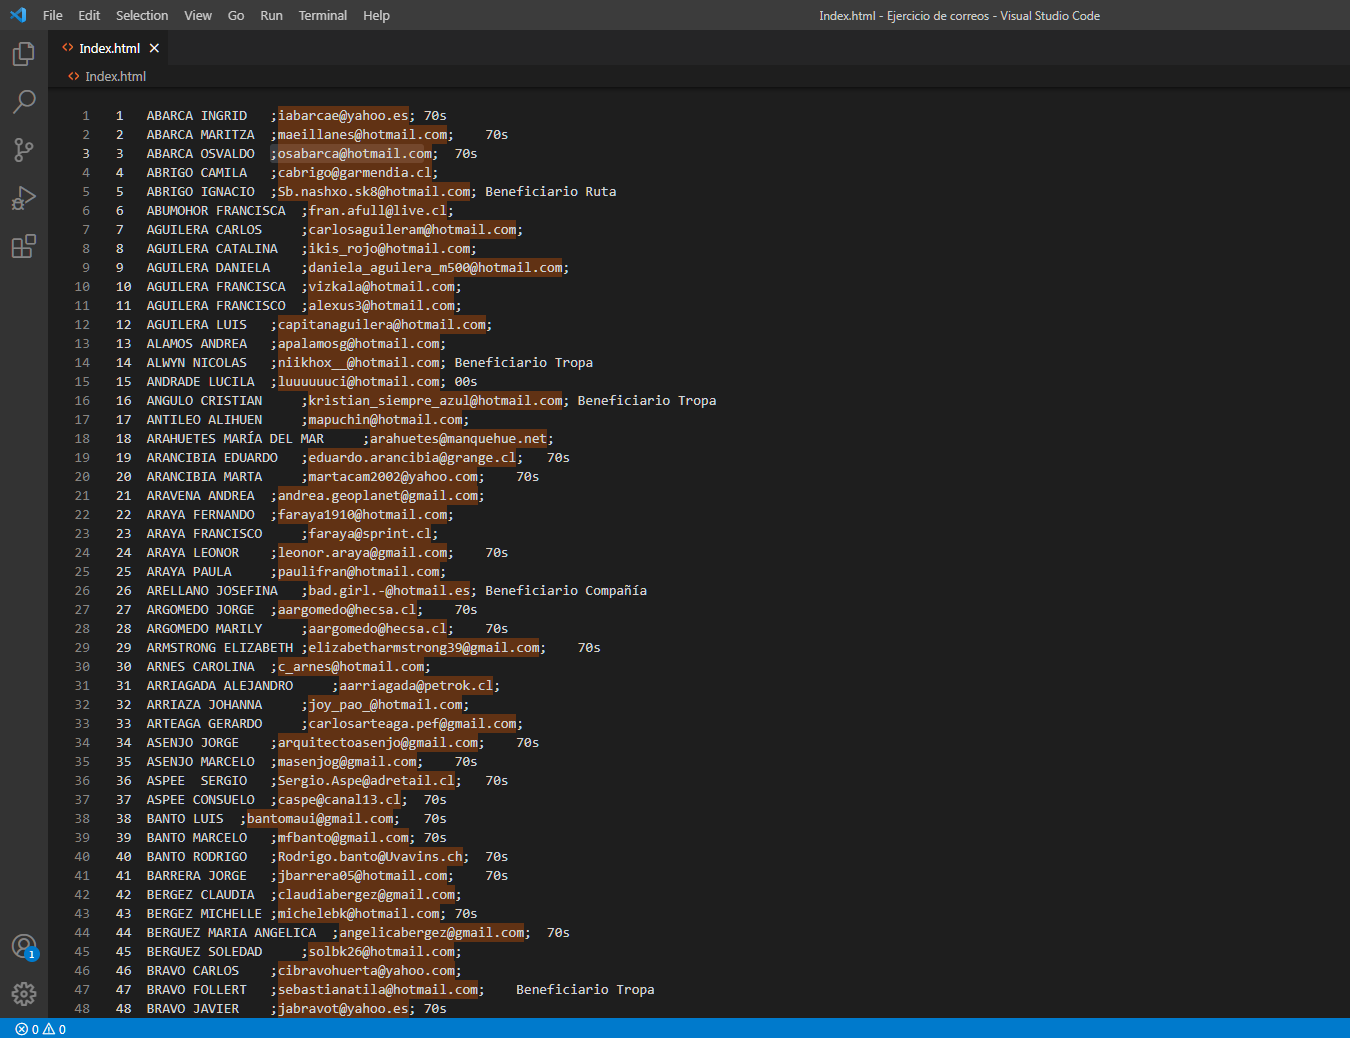 File Edit Selection View Go Run Terminal Help
Index.html - Ejercicio de correos - Visual Studio Code
Index.html
Index.html
1 1 ABARCA INGRID ;iabarcae@yahoo.es; 70s
2 2 ABARCA MARITZA ;maeillanes@hotmail.com; 70s
3 3 ABARCA OSVALDO ;osabarca@hotmail.com; 70s
4 4 ABRIGO CAMILA ;cabrigo@garmendia.cl;
5 5 ABRIGO IGNACIO ;Sb.nashxo.sk8@hotmail.com; Beneficiario Ruta
6 6 ABUMOHOR FRANCISCA ;fran.afull@live.cl;
7 7 AGUILERA CARLOS ;carlosaguileram@hotmail.com;
8 8 AGUILERA CATALINA ;ikis_rojo@hotmail.com;
9 9 AGUILERA DANIELA ;daniela_aguilera_m500@hotmail.com;
10 10 AGUILERA FRANCISCA ;vizkala@hotmail.com;
11 11 AGUILERA FRANCISCO ;alexus3@hotmail.com;
12 12 AGUILERA LUIS ;capitanaguilera@hotmail.com;
13 13 ALAMOS ANDREA ;apalamosg@hotmail.com;
14 14 ALWYN NICOLAS ;niikhox__@hotmail.com; Beneficiario Tropa
15 15 ANDRADE LUCILA ;luuuuuuci@hotmail.com; 00s
16 16 ANGULO CRISTIAN ;kristian_siempre_azul@hotmail.com; Beneficiario Tropa
17 17 ANTILEO ALIHUEN ;mapuchin@hotmail.com;
18 18 ARAHUETES MARÍA DEL MAR ;arahuetes@manquehue.net;
19 19 ARANCIBIA EDUARDO ;eduardo.arancibia@grange.cl; 70s
20 20 ARANCIBIA MARTA ;martacam2002@yahoo.com; 70s
21 21 ARAVENA ANDREA ;andrea.geoplanet@gmail.com;
22 22 ARAYA FERNANDO ;faraya1910@hotmail.com;
23 23 ARAYA FRANCISCO ;faraya@sprint.cl;
24 24 ARAYA LEONOR ;leonor.araya@gmail.com; 70s
25 25 ARAYA PAULA ;paulifran@hotmail.com;
26 26 ARELLANO JOSEFINA ;bad.girl.-@hotmail.es; Beneficiario Compañía
27 27 ARGOMEDO JORGE ;aargomedo@hecsa.cl; 70s
28 28 ARGOMEDO MARILY ;aargomedo@hecsa.cl; 70s
29 29 ARMSTRONG ELIZABETH ;elizabetharmstrong39@gmail.com; 70s
30 30 ARNES CAROLINA ;c_arnes@hotmail.com;
31 31 ARRIAGADA ALEJANDRO ;aarriagada@petrok.cl;
32 32 ARRIAZA JOHANNA ;joy_pao_@hotmail.com;
33 33 ARTEAGA GERARDO ;carlosarteaga.pef@gmail.com;
34 34 ASENJO JORGE ;arquitectoasenjo@gmail.com; 70s
35 35 ASENJO MARCELO ;masenjog@gmail.com; 70s
36 36 ASPEE SERGIO ;Sergio.Aspe@adretail.cl; 70s
37 37 ASPEE CONSUELO ;caspe@canal13.cl; 70s
38 38 BANTO LUIS ;bantomaui@gmail.com; 70s
39 39 BANTO MARCELO ;mfbanto@gmail.com; 70s
40 40 BANTO RODRIGO ;Rodrigo.banto@Uvavins.ch; 70s
41 41 BARRERA JORGE ;jbarrera05@hotmail.com; 70s
42 42 BERGEZ CLAUDIA ;claudiabergez@gmail.com;
43 43 BERGEZ MICHELLE ;michelebk@hotmail.com; 70s
44 44 BERGUEZ MARIA ANGELICA ;angelicabergez@gmail.com; 70s
45 45 BERGUEZ SOLEDAD ;solbk26@hotmail.com;
46 46 BRAVO CARLOS ;cibravohuerta@yahoo.com;
47 47 BRAVO FOLLERT ;sebastianatila@hotmail.com; Beneficiario Tropa
48 48 BRAVO JAVIER ;jabravot@yahoo.es; 70s
1
0 0